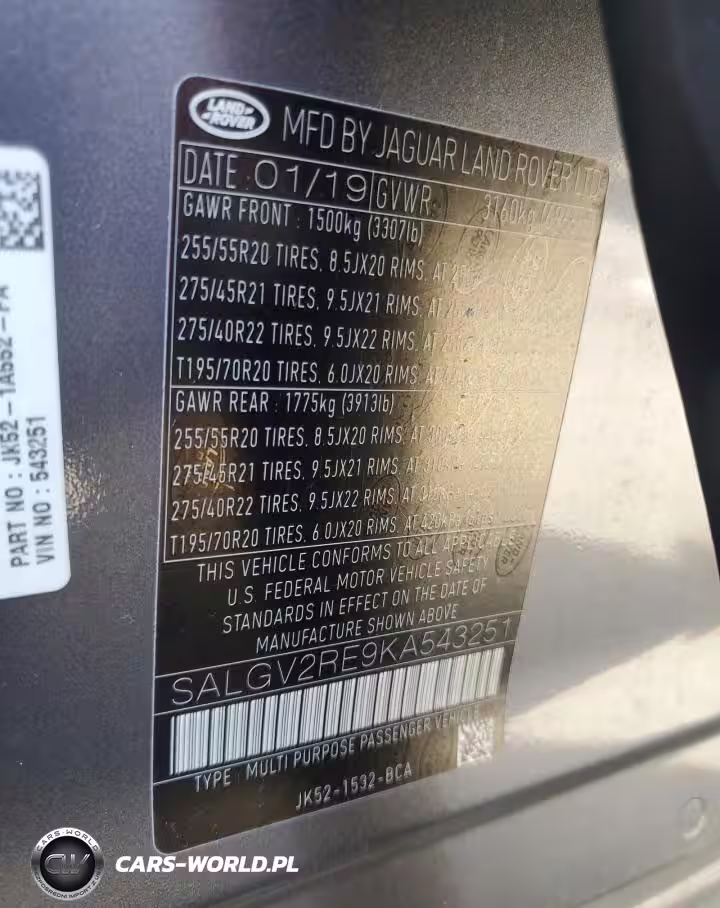 LAND ROVER
MFD BY JAGUAR LAND ROVER LTD
DATE 01/19 GVWR 3160kg
GAWR FRONT : 1500kg (3307lb)
255/55R20 TIRES, 8.5JX20 RIMS, AT
275/45R21 TIRES, 9.5JX21 RIMS, AT
275/40R22 TIRES, 9.5JX22 RIMS, AT
T195/70R20 TIRES, 6.0JX20 RIMS, AT
GAWR REAR : 1775kg (3913lb)
255/55R20 TIRES, 8.5JX20 RIMS, AT
275/45R21 TIRES, 9.5JX21 RIMS, AT
275/40R22 TIRES, 9.5JX22 RIMS, AT
T195/70R20 TIRES, 6.0JX20 RIMS, AT
THIS VEHICLE CONFORMS TO ALL APPLICABLE
U.S. FEDERAL MOTOR VEHICLE SAFETY
STANDARDS IN EFFECT ON THE DATE OF
MANUFACTURE SHOWN ABOVE
SALGV2RE9KA543251
TYPE : MULTI PURPOSE PASSENGER VEHICLE
JK52-1532-BCA
PART NO : JK52-1A552-FA
VIN NO : 543251
CARS-WORLD
CW
CARS-WORLD.PL